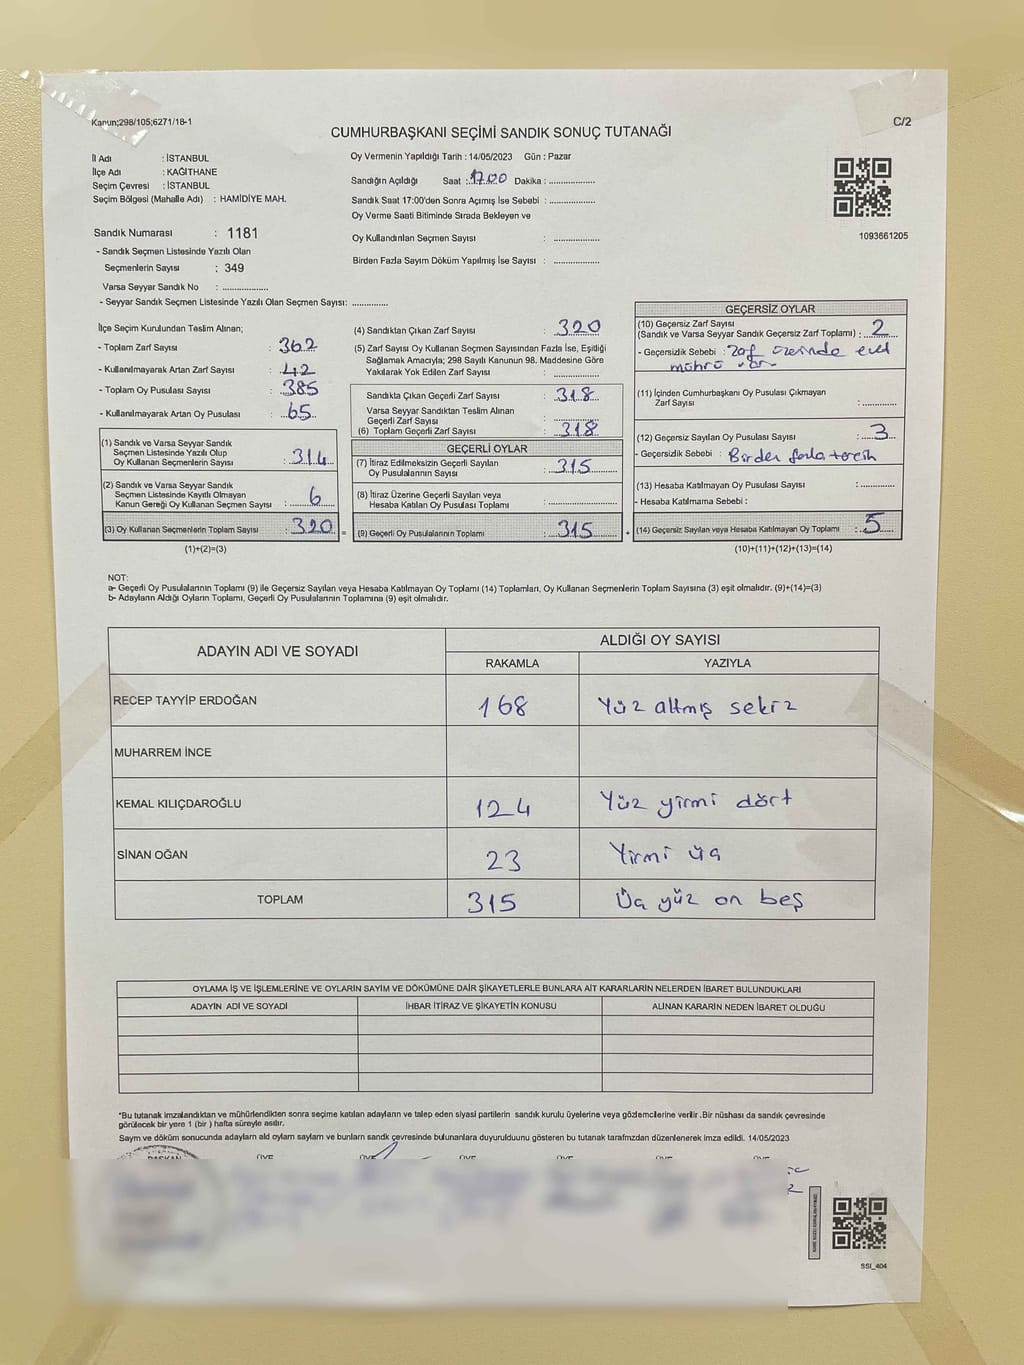 Kanun;298/105;6271/18-1
C/2
CUMHURBAŞKANI SEÇİMİ SANDIK SONUÇ TUTANAĞI
İl Adı : İSTANBUL
İlçe Adı : KAĞITHANE
Seçim Çevresi : İSTANBUL
Seçim Bölgesi (Mahalle Adı) : HAMİDİYE MAH.
Sandık Numarası : 1181
- Sandık Seçmen Listesinde Yazılı Olan
Seçmenlerin Sayısı : 349
Varsa Seyyar Sandık No : ..................
- Seyyar Sandık Seçmen Listesinde Yazılı Olan Seçmen Sayısı: ..............
Oy Vermenin Yapıldığı Tarih : 14/05/2023 Gün : Pazar
Sandığın Açıldığı Saat : 17.00 Dakika : ..................
Sandık Saat 17:00'den Sonra Açımış İse Sebebi : ..................
Oy Verme Saati Bitiminde Sırada Bekleyen ve
Oy Kullandırılan Seçmen Sayısı : ..................
Birden Fazla Sayım Döküm Yapılmış İse Sayısı : ..................
1093661205
İlçe Seçim Kurulundan Teslim Alınan;
- Toplam Zarf Sayısı : 362
- Kullanılmayarak Artan Zarf Sayısı : 42
- Toplam Oy Pusulası Sayısı : 385
- Kullanılmayarak Artan Oy Pusulası : 65
(1) Sandık ve Varsa Seyyar Sandık
Seçmen Listesinde Yazılı Olup
Oy Kullanan Seçmenlerin Sayısı : 314
(2) Sandık ve Varsa Seyyar Sandık
Seçmen Listesinde Kayıtlı Olmayan
Kanun Gereği Oy Kullanan Seçmen Sayısı : 6
(3) Oy Kullanan Seçmenlerin Toplam Sayısı : 320 =
(1)+(2)=(3)
(4) Sandıktan Çıkan Zarf Sayısı : 320
(5) Zarf Sayısı Oy Kullanan Seçmen Sayısından Fazla İse, Eşitliği
Sağlamak Amacıyla; 298 Sayılı Kanunun 98. Maddesine Göre
Yakılarak Yok Edilen Zarf Sayısı : ..................
Sandıkta Çıkan Geçerli Zarf Sayısı : 318
Varsa Seyyar Sandıktan Teslim Alınan
Geçerli Zarf Sayısı : ..................
(6) Toplam Geçerli Zarf Sayısı : 318
GEÇERLİ OYLAR
(7) İtiraz Edilmeksizin Geçerli Sayılan
Oy Pusulalarının Sayısı : 315
(8) İtiraz Üzerine Geçerli Sayılan veya
Hesaba Katılan Oy Pusulaları Toplamı : ..................
(9) Geçerli Oy Pusulalarının Toplamı : 315 +
GEÇERSİZ OYLAR
(10) Geçersiz Zarf Sayısı
(Sandık ve Varsa Seyyar Sandık Geçersiz Zarf Toplamı) : 2
- Geçersizlik Sebebi : Zarf üzerinde evet
mührü var
(11) İçinden Cumhurbaşkanı Oy Pusulası Çıkmayan
Zarf Sayısı : ..............
(12) Geçersiz Sayılan Oy Pusulası Sayısı : 3
- Geçersizlik Sebebi : Birden fazla tercih
(13) Hesaba Katılmayan Oy Pusulası Sayısı : ..............
- Hesaba Katılmama Sebebi :
(14) Geçersiz Sayılan veya Hesaba Katılmayan Oy Toplamı : 5
(10)+(11)+(12)+(13)=(14)
NOT:
a- Geçerli Oy Pusulalarının Toplamı (9) ile Geçersiz Sayılan veya Hesaba Katılmayan Oy Toplamı (14) Toplamları, Oy Kullanan Seçmenlerin Toplam Sayısına (3) eşit olmalıdır. (9)+(14)=(3)
b- Adayların Aldığı Oyların Toplamı, Geçerli Oy Pusulalarının Toplamına (9) eşit olmalıdır.
ADAYIN ADI VE SOYADI
ALDIĞI OY SAYISI
RAKAMLA YAZIYLA
RECEP TAYYİP ERDOĞAN 168 Yüz altmış sekiz
MUHARREM İNCE
KEMAL KILIÇDAROĞLU 124 Yüz yirmi dört
SİNAN OĞAN 23 Yirmi üç
TOPLAM 315 Üç yüz on beş
OYLAMA İŞ VE İŞLEMLERİNE VE OYLARIN SAYIM VE DÖKÜMÜNE DAİR ŞİKAYETLERLE BUNLARA AİT KARARLARIN NELERDEN İBARET BULUNDUKLARI
ADAYIN ADI VE SOYADI İHBAR İTİRAZ VE ŞİKAYETİN KONUSU ALINAN KARARIN NEDEN İBARET OLDUĞU
*Bu tutanak imzalandıktan ve mühürlendikten sonra seçime katılan adayların ve talep eden siyasi partilerin sandık kurulu üyelerine veya gözlemcilerine verilir. Bir nüshası da sandık çevresinde
görülecek bir yere 1 (bir) hafta süreyle asılır.
Sayım ve döküm sonucunda adayların aldı oyların sayıların ve bunların sandk çevresinde bulunanlara duyurulduunu gösteren bu tutanak tarafmzdan düzenlenerek imza edildi. 14/05/2023
BAŞKAN ÜYE ÜYE ÜYE ÜYE ÜYE ÜYE
SSI_404